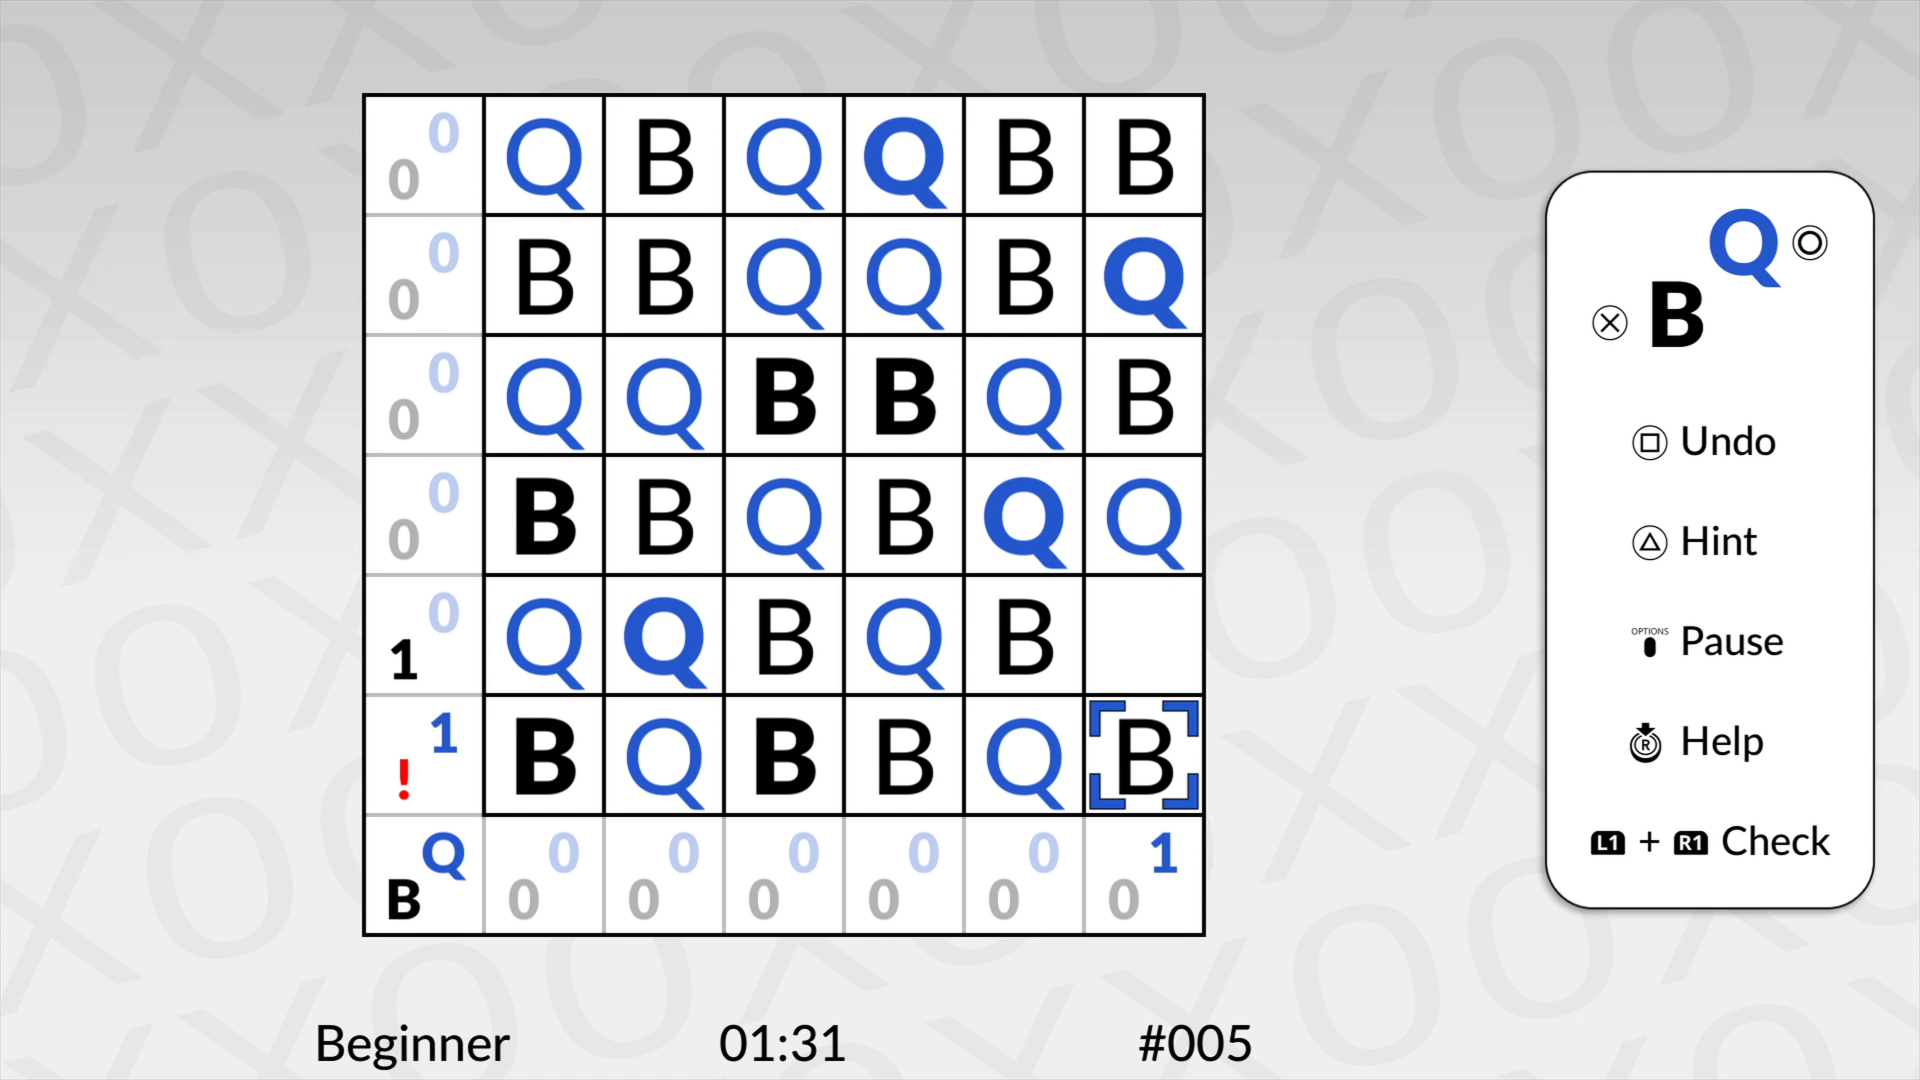 0 0 Q B Q Q B B
0 0 B B Q Q B Q
0 0 Q Q B B Q B
0 0 B B Q B Q Q
0 1 Q Q B Q B
1 ! B Q B B Q B
Q B 0 0 0 0 0 0 0 0 0 0 1 0
Q
B
Undo
Hint
OPTIONS Pause
R Help
L1 + R1 Check
Beginner 01:31 #005